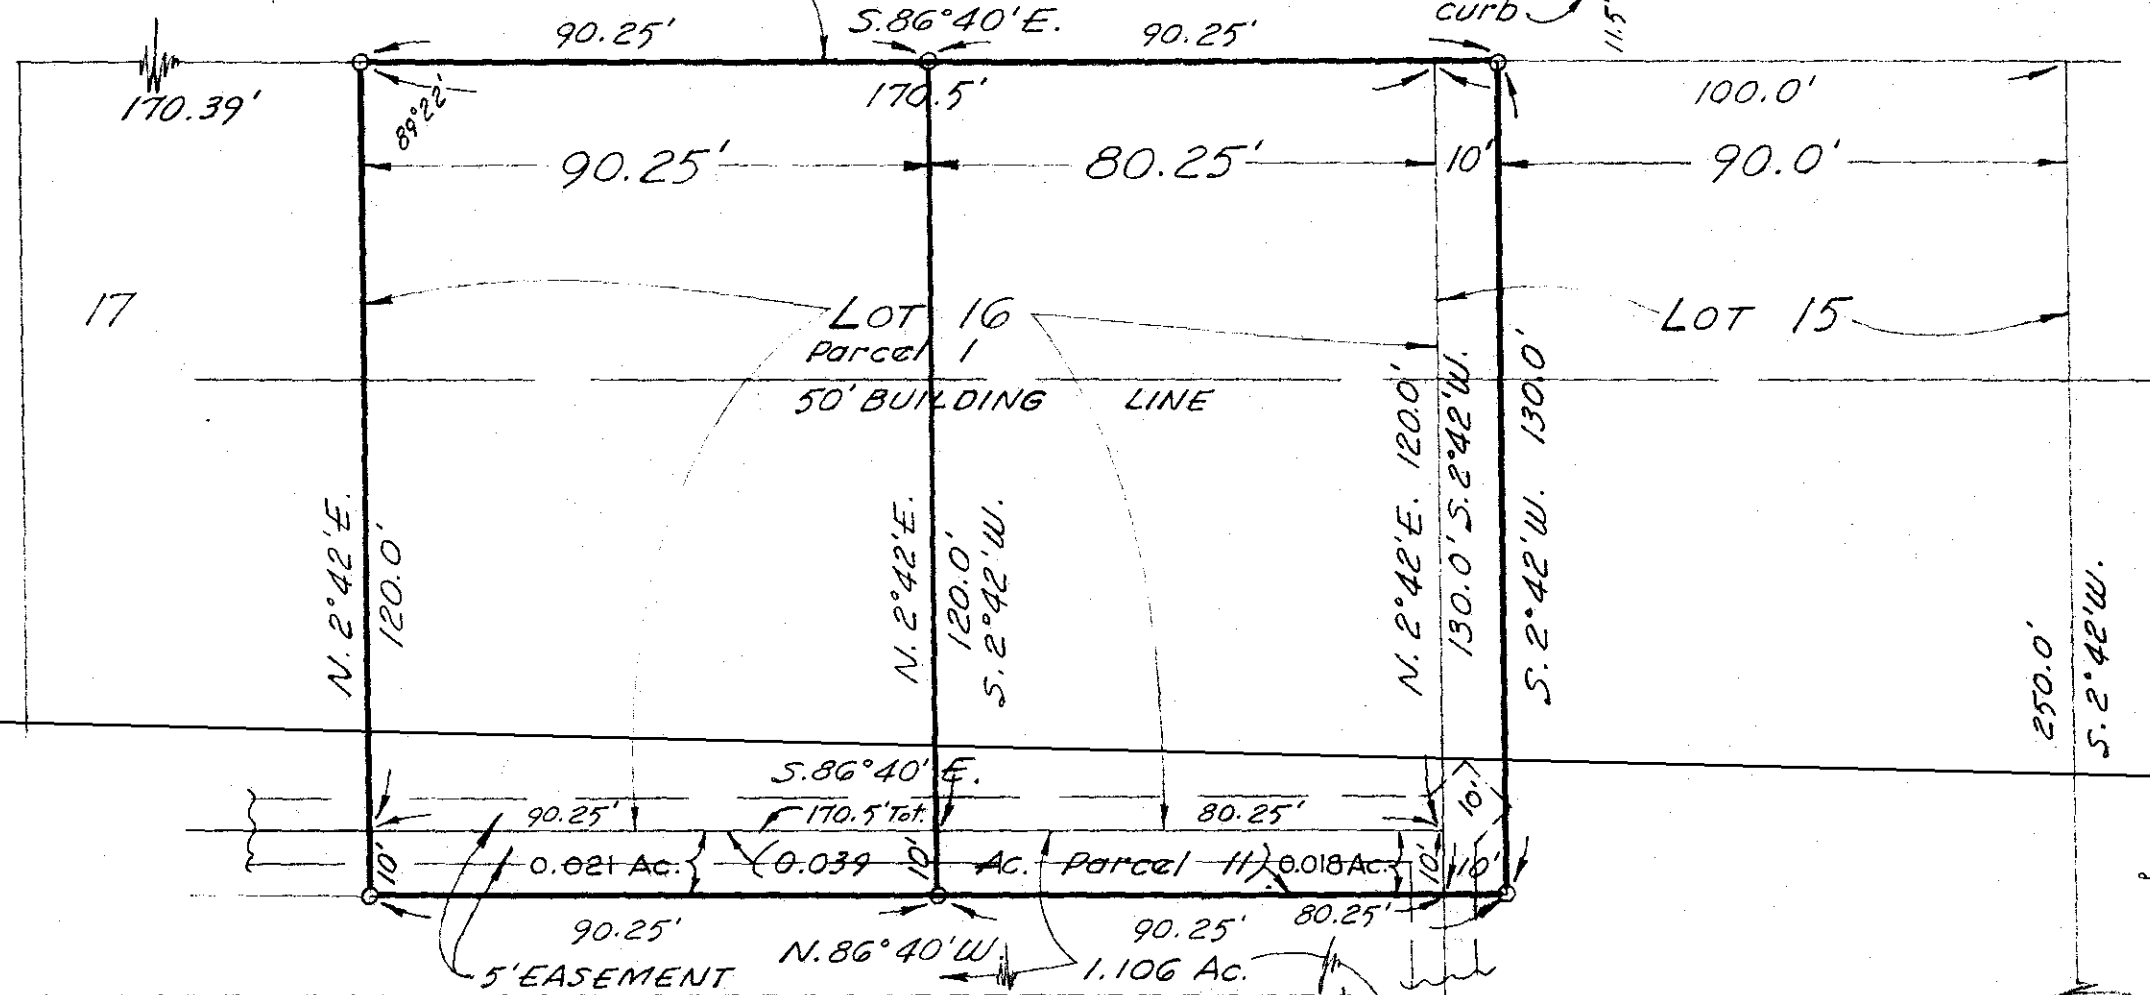 curb
11.5'
90.25'
S.86°40'E.
90.25'
170.39'
89°22'
170.5'
100.0'
90.25'
80.25'
10'
90.0'
17
LOT 16
Parcel 1
LOT 15
50' BUILDING LINE
N. 2°42'E.
120.0'
N. 2°42'E.
120.0'
S. 2°42'W.
N. 2°42'E. 120.0'
130.0' S. 2°42'W.
S. 2°42'W. 130.0'
250.0'
S. 2°42'W.
S.86°40'E.
90.25'
170.5' Tot.
80.25'
10'
10'
0.021 Ac.
10'
(0.039 Ac. Parcel 11)
0.018 Ac.
10'
10'
90.25'
N.86°40'W.
90.25'
80.25'
5' EASEMENT
1.106 Ac.